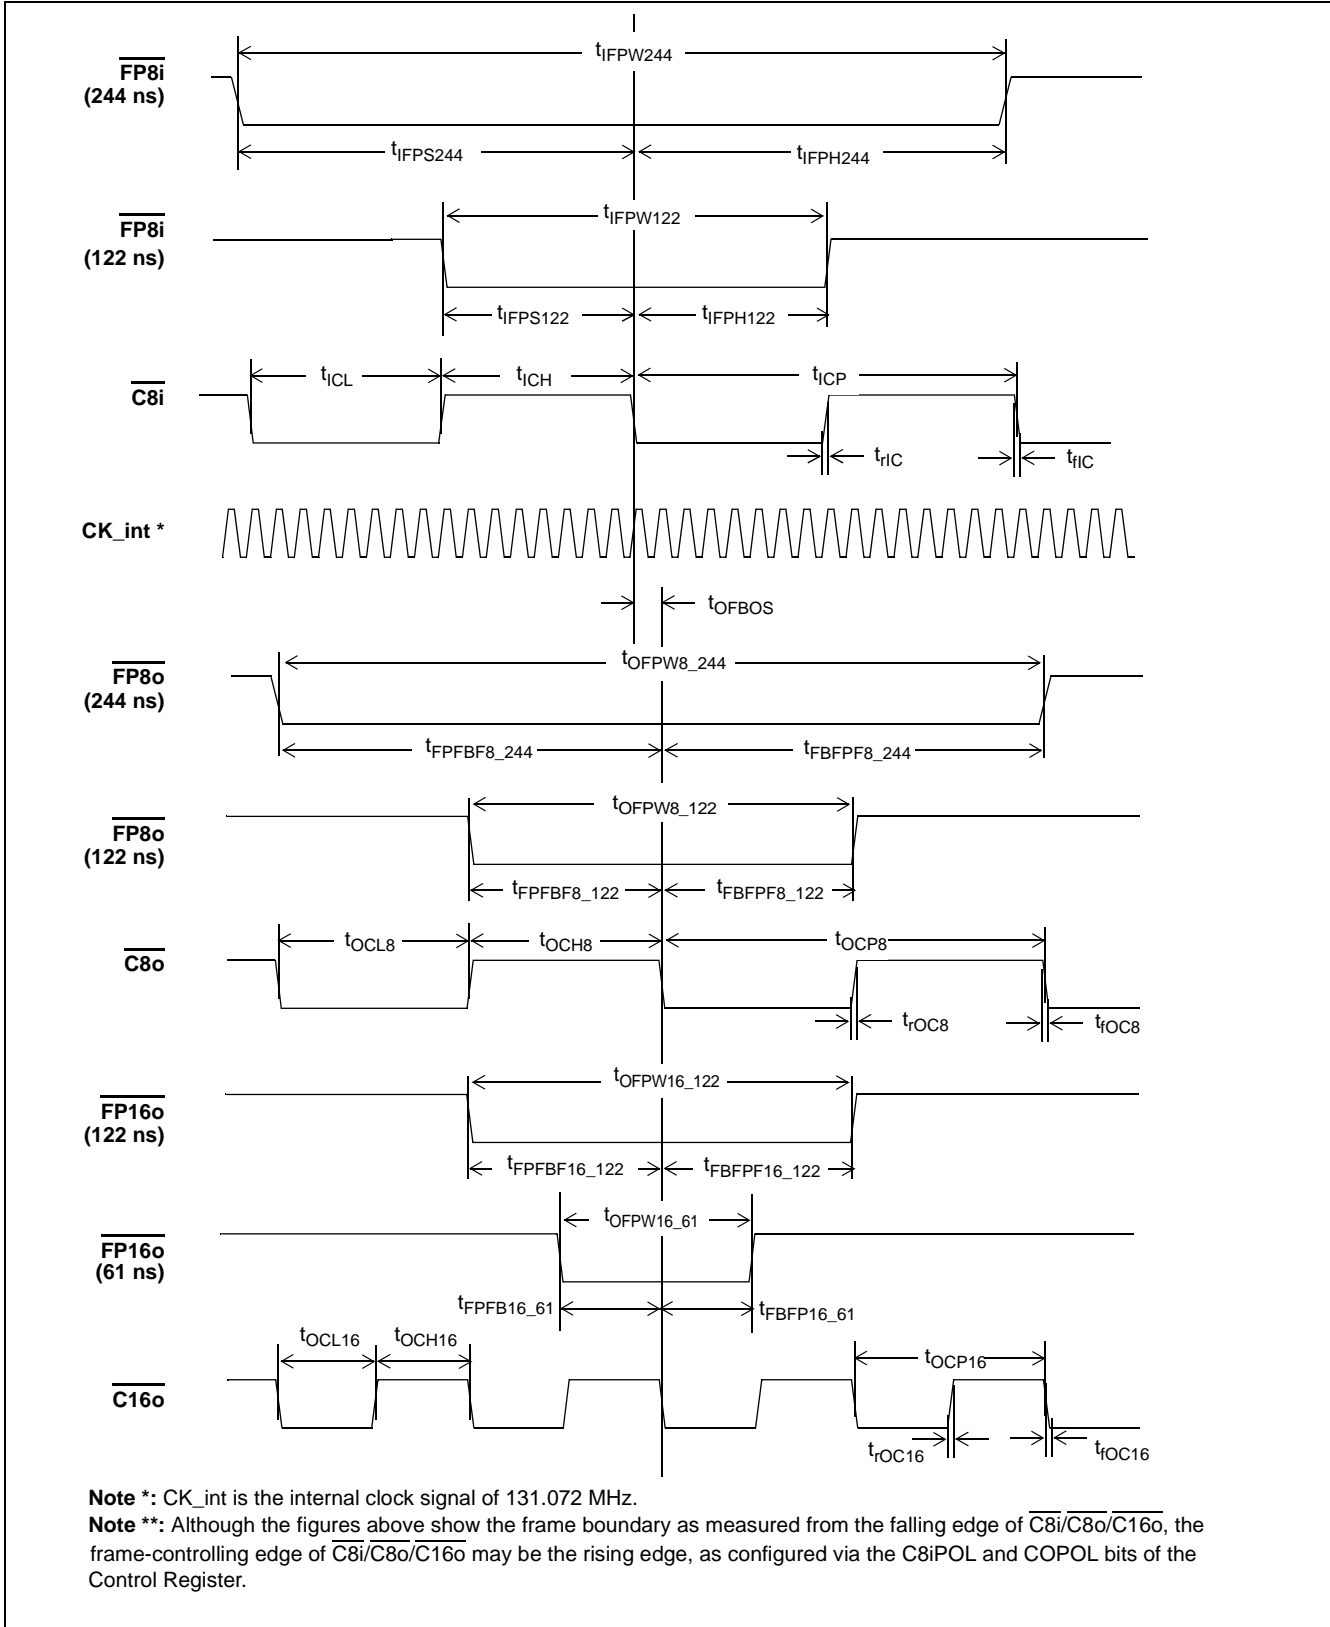 tIFPW244
FP8i
(244 ns)
tIFPS244
tIFPH244
tIFPW122
FP8i
(122 ns)
tIFPS122
tIFPH122
tICL
tICH
tICP
C8i
trIC
tfIC
CK_int *
tOFBOS
tOFPW8_244
FP8o
(244 ns)
tFPFBF8_244
tFBFPF8_244
tOFPW8_122
FP8o
(122 ns)
tFPFBF8_122
tFBFPF8_122
tOCL8
tOCH8
tOCP8
C8o
trOC8
tfOC8
tOFPW16_122
FP16o
(122 ns)
tFPFBF16_122
tFBFPF16_122
tOFPW16_61
FP16o
(61 ns)
tFPFB16_61
tFBFP16_61
tOCL16
tOCH16
tOCP16
C16o
trOC16
tfOC16
Note *: CK_int is the internal clock signal of 131.072 MHz.
Note **: Although the figures above show the frame boundary as measured from the falling edge of C8i/C8o/C16o, the
frame-controlling edge of C8i/C8o/C16o may be the rising edge, as configured via the C8iPOL and COPOL bits of the
Control Register.